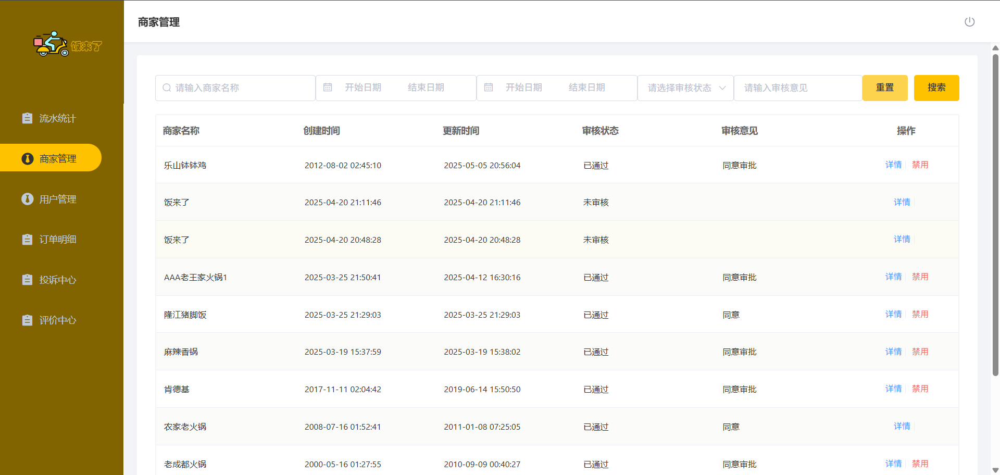 商家管理
饭来了
流水统计
商家管理
用户管理
订单明细
投诉中心
评价中心
请输入商家名称 开始日期 结束日期 开始日期 结束日期 请选择审核状态 请输入审核意见 重置 搜索
商家名称 创建时间 更新时间 审核状态 审核意见 操作
乐山钵钵鸡 2012-08-02 02:45:10 2025-05-05 20:56:04 已通过 同意审批 详情 禁用
饭来了 2025-04-20 21:11:46 2025-04-20 21:11:46 未审核 详情
饭来了 2025-04-20 20:48:28 2025-04-20 20:48:28 未审核 详情
AAA老王家火锅1 2025-03-25 21:50:41 2025-04-12 16:30:16 已通过 同意审批 详情 禁用
隆江猪脚饭 2025-03-25 21:29:03 2025-03-25 21:29:03 已通过 同意 详情 禁用
麻辣香锅 2025-03-19 15:37:59 2025-03-19 15:38:02 已通过 同意审批 详情 禁用
肯德基 2017-11-11 02:04:42 2019-06-14 15:50:50 已通过 同意审批 详情 禁用
农家老火锅 2008-07-16 01:52:41 2011-01-08 07:25:05 已通过 同意 详情
老成都火锅 2000-05-16 01:27:55 2010-09-09 00:40:27 已通过 同意审批 详情 禁用